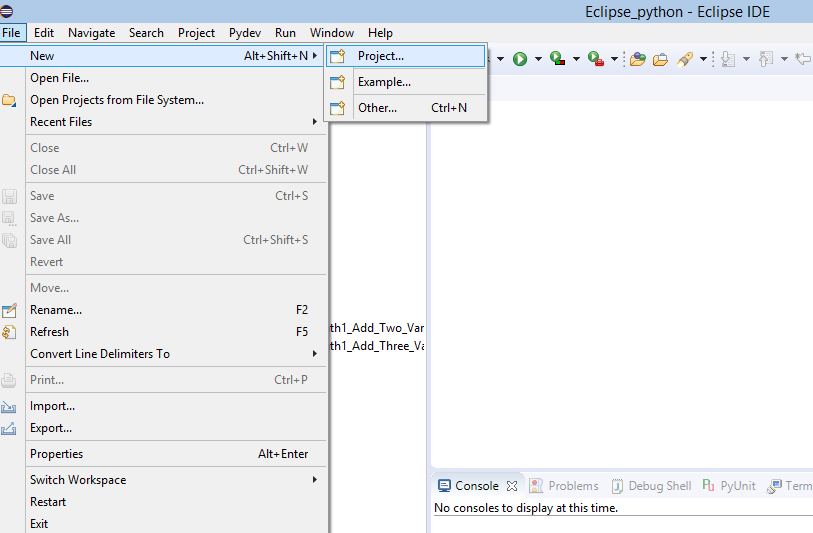 Eclipse_python - Eclipse IDE
File Edit Navigate Search Project Pydev Run Window Help
New Alt+Shift+N
Project...
Open File...
Example...
Open Projects from File System...
Other... Ctrl+N
Recent Files
Close Ctrl+W
Close All Ctrl+Shift+W
Save Ctrl+S
Save As...
Save All Ctrl+Shift+S
Revert
Move...
Rename... F2
Refresh F5
th1_Add_Two_Var
Convert Line Delimiters To
th1_Add_Three_Va
Print... Ctrl+P
Import...
Export...
Properties Alt+Enter
Switch Workspace
Restart
Exit
Console Problems Debug Shell PyUnit Term
No consoles to display at this time.